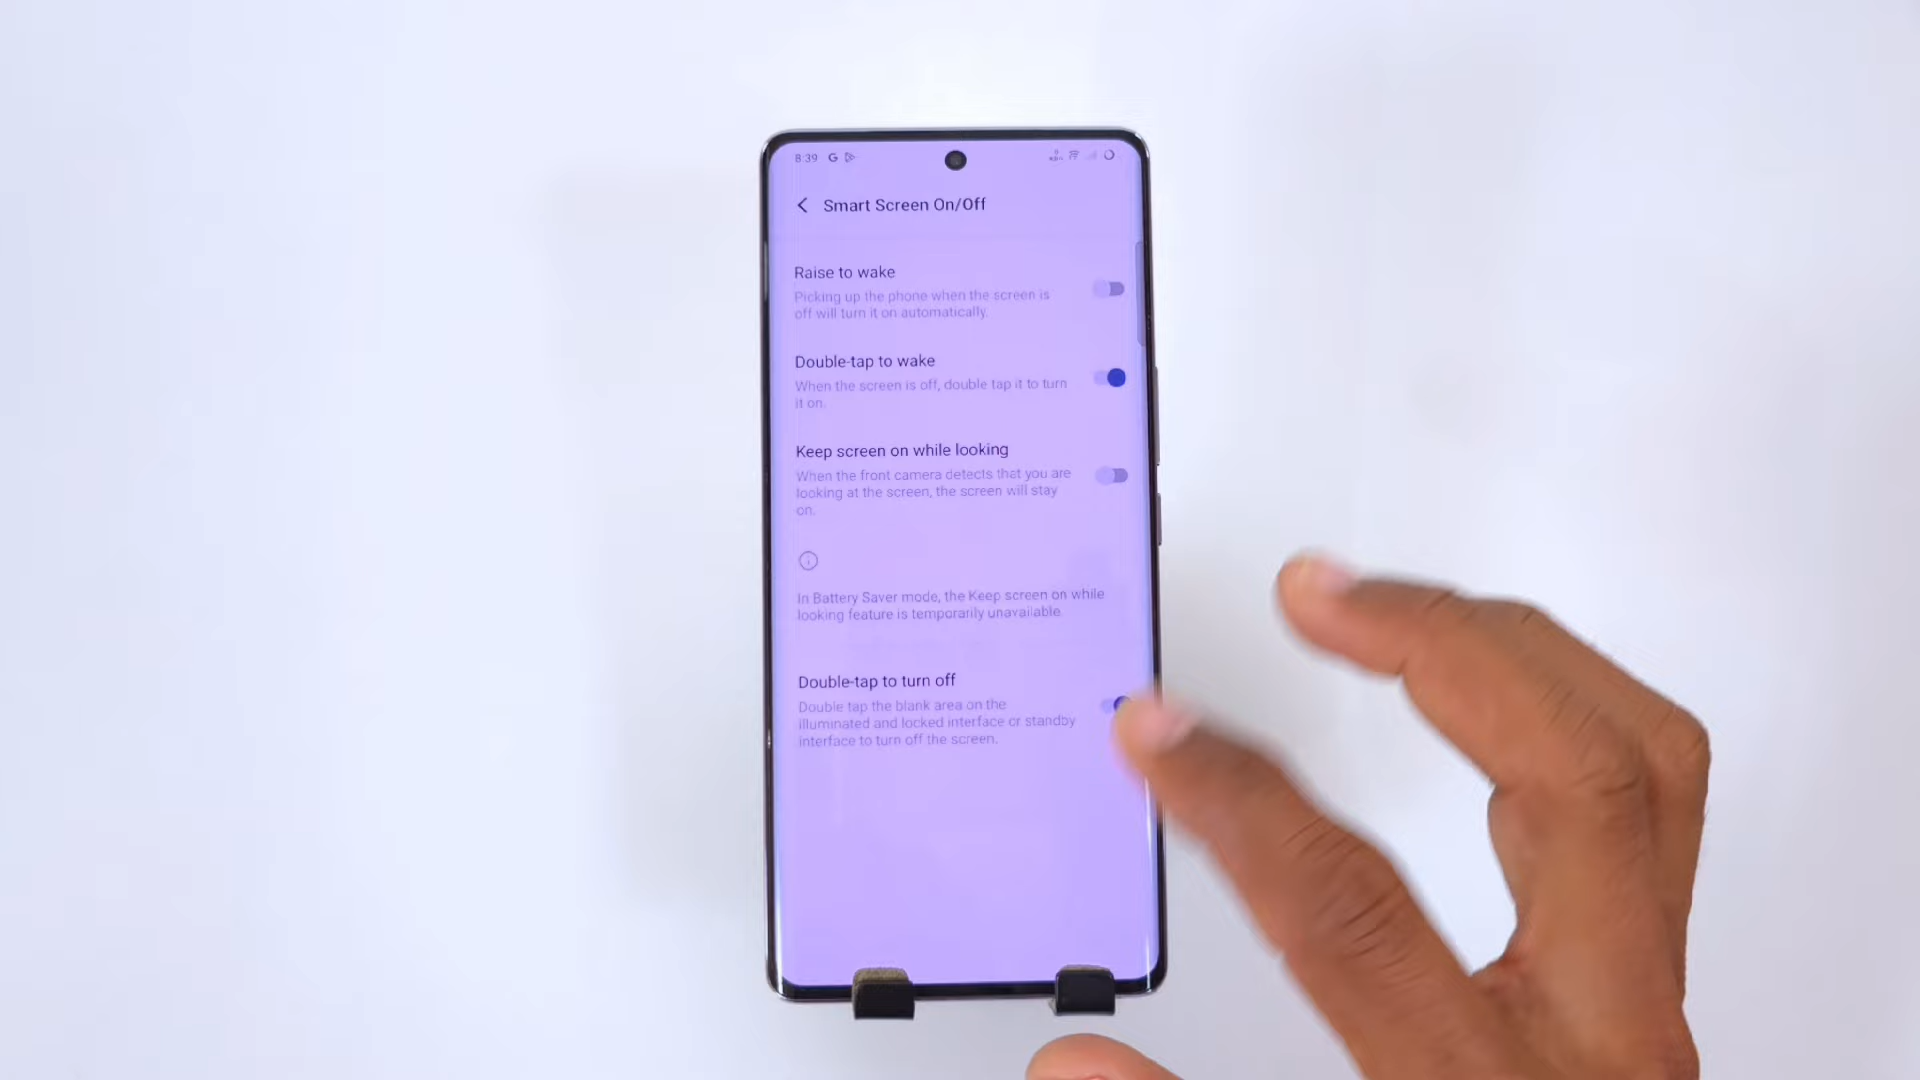 8:39 G
Smart Screen On/Off
Raise to wake
Picking up the phone when the screen is
off will turn it on automatically.
Double-tap to wake
When the screen is off, double tap it to turn
it on.
Keep screen on while looking
When the front camera detects that you are
looking at the screen, the screen will stay
on.
In Battery Saver mode, the Keep screen on while
looking feature is temporarily unavailable.
Double-tap to turn off
Double tap the blank area on the
illuminated and locked interface or standby
interface to turn off the screen.